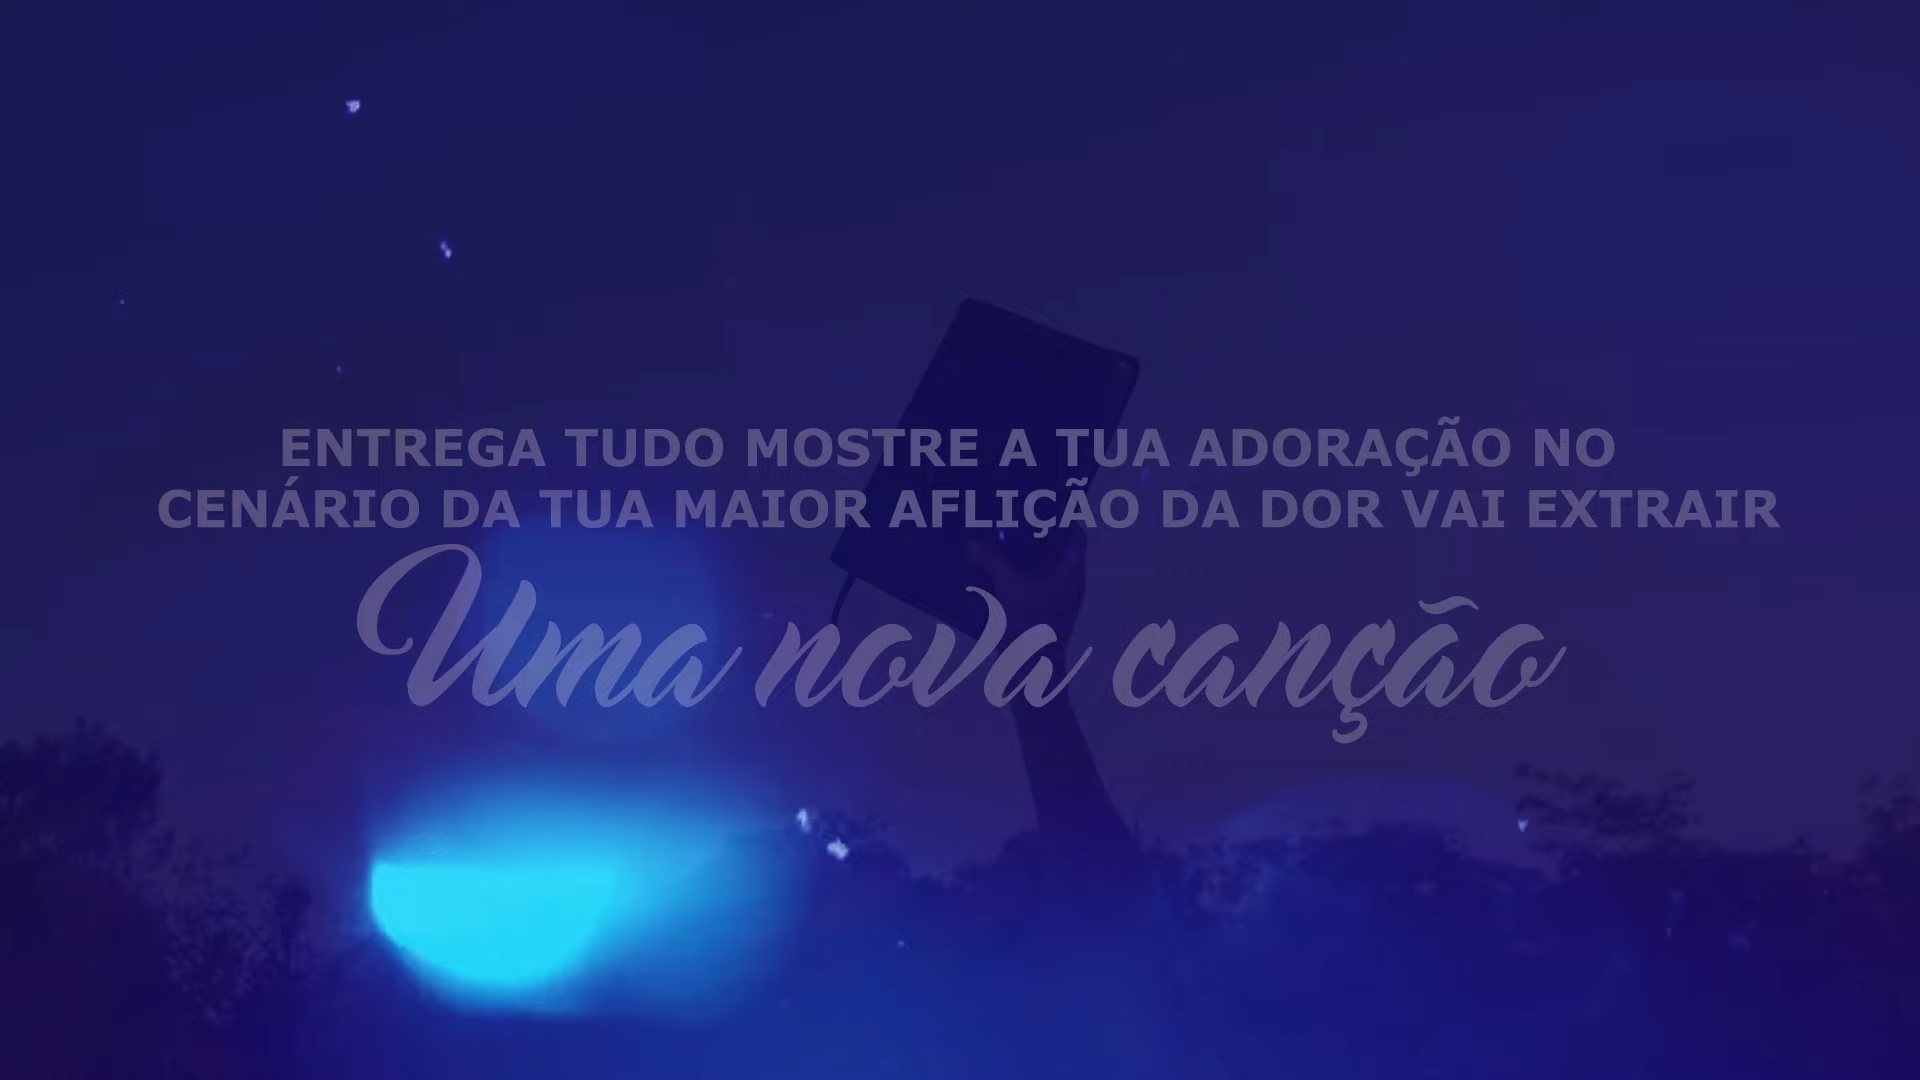 ENTREGA TUDO MOSTRE A TUA ADORAÇÃO NO
CENÁRIO DA TUA MAIOR AFLIÇÃO DA DOR VAI EXTRAIR
Uma nova canção